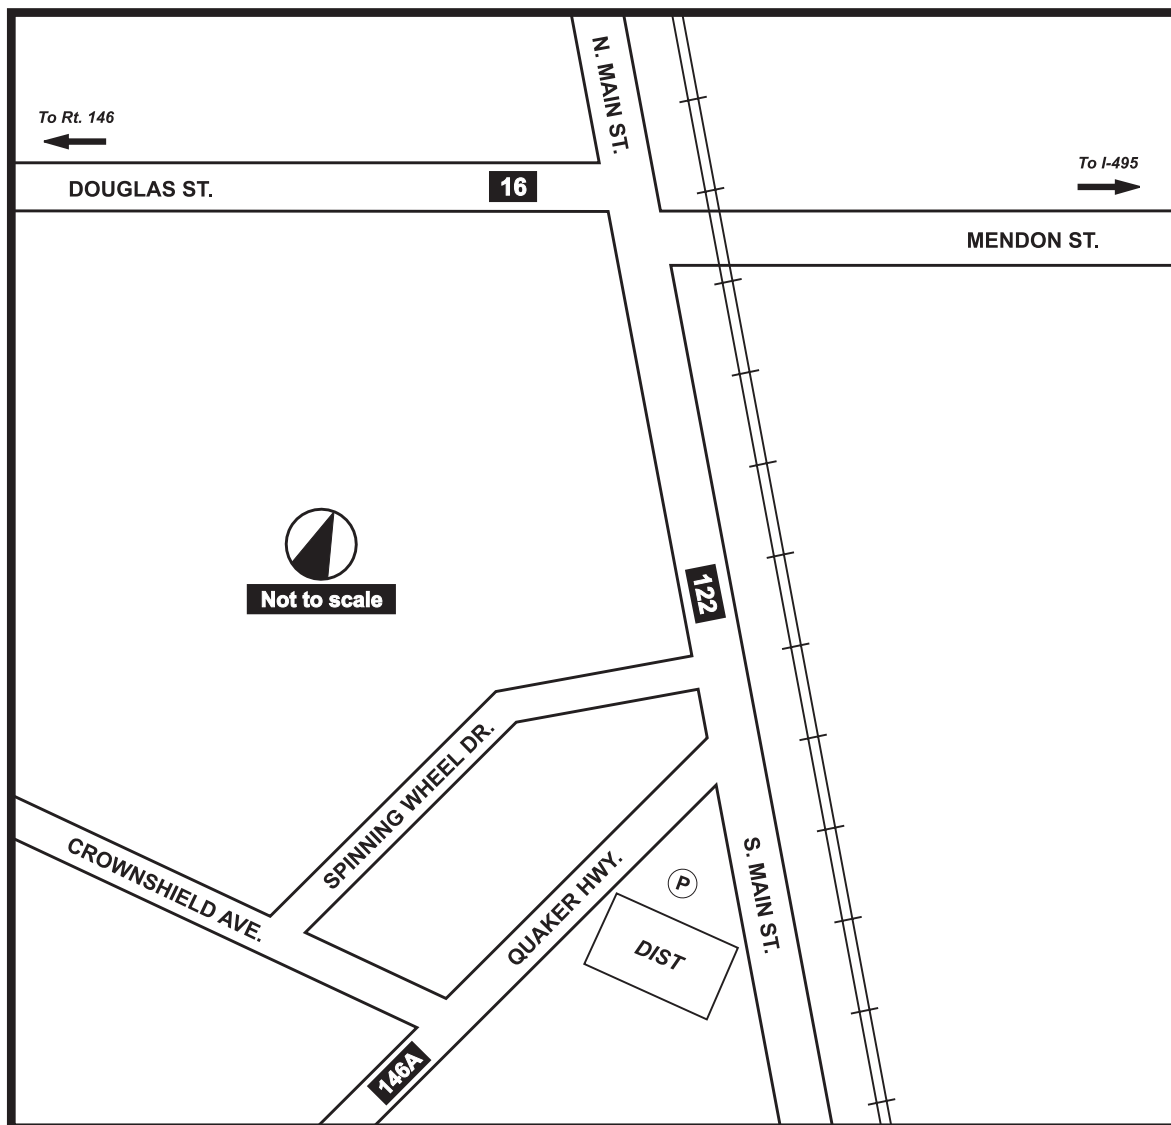 N. MAIN ST.
To Rt. 146
To I-495
DOUGLAS ST.
16
MENDON ST.
122
Not to scale
SPINNING WHEEL DR.
CROWNSHIELD AVE.
QUAKER HWY.
P
S. MAIN ST.
DIST
146A